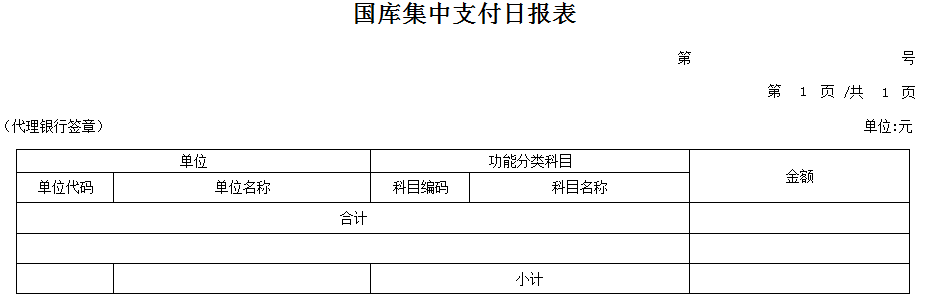 国库集中支付日报表
第 号
第 1 页 /共 1 页
（代理银行签章） 单位:元
单位 功能分类科目 金额
单位代码 单位名称 科目编码 科目名称
合计
小计